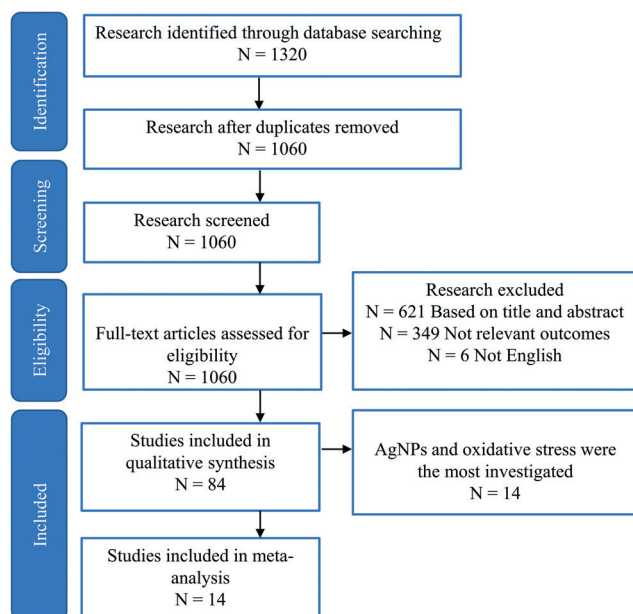 Identification
Research identified through database searching
N = 1320
Research after duplicates removed
N = 1060
Screening
Research screened
N = 1060
Eligibility
Full-text articles assessed for
eligibility
N = 1060
Research excluded
N = 621 Based on title and abstract
N = 349 Not relevant outcomes
N = 6 Not English
Included
Studies included in
qualitative synthesis
N = 84
AgNPs and oxidative stress were
the most investigated
N = 14
Studies included in meta-
analysis
N = 14